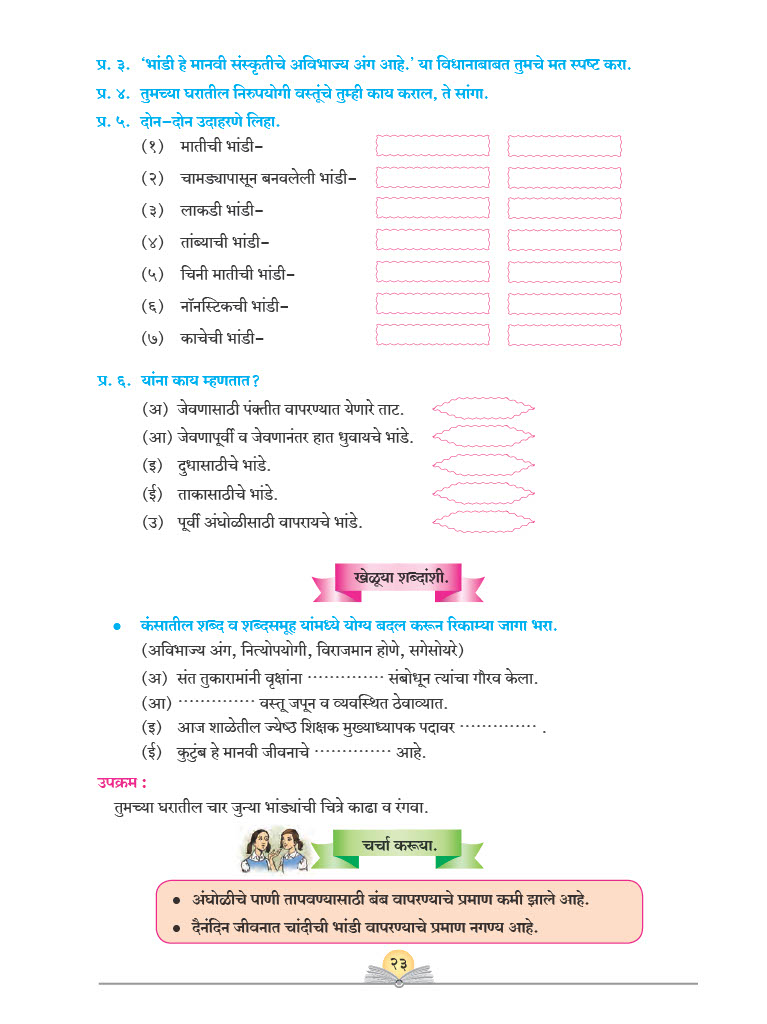 प्र. ३. ‘भांडी हे मानवी संस्कृतीचे अविभाज्य अंग आहे.’ या विधानाबाबत तुमचे मत स्पष्ट करा.
प्र. ४. तुमच्या घरातील निरुपयोगी वस्तूंचे तुम्ही काय कराल, ते सांगा.
प्र. ५. दोन-दोन उदाहरणे लिहा.
(१) मातीची भांडी-
(२) चामड्यापासून बनवलेली भांडी-
(३) लाकडी भांडी-
(४) तांब्याची भांडी-
(५) चिनी मातीची भांडी-
(६) नॉनस्टिकची भांडी-
(७) काचेची भांडी-
प्र. ६. यांना काय म्हणतात?
(अ) जेवणासाठी पंक्तीत वापरण्यात येणारे ताट.
(आ) जेवणापूर्वी व जेवणानंतर हात धुवायचे भांडे.
(इ) दुधासाठीचे भांडे.
(ई) ताकासाठीचे भांडे.
(उ) पूर्वी अंघोळीसाठी वापरायचे भांडे.
खेळूया शब्दांशी.
• कंसातील शब्द व शब्दसमूह यांमध्ये योग्य बदल करून रिकाम्या जागा भरा.
(अविभाज्य अंग, नित्योपयोगी, विराजमान होणे, सगेसोयरे)
(अ) संत तुकारामांनी वृक्षांना .............. संबोधून त्यांचा गौरव केला.
(आ) .............. वस्तू जपून व व्यवस्थित ठेवाव्यात.
(इ) आज शाळेतील ज्येष्ठ शिक्षक मुख्याध्यापक पदावर .............. .
(ई) कुटुंब हे मानवी जीवनाचे .............. आहे.
उपक्रम :
तुमच्या घरातील चार जुन्या भांड्यांची चित्रे काढा व रंगवा.
चर्चा करूया.
• अंघोळीचे पाणी तापवण्यासाठी बंब वापरण्याचे प्रमाण कमी झाले आहे.
• दैनंदिन जीवनात चांदीची भांडी वापरण्याचे प्रमाण नगण्य आहे.
२३